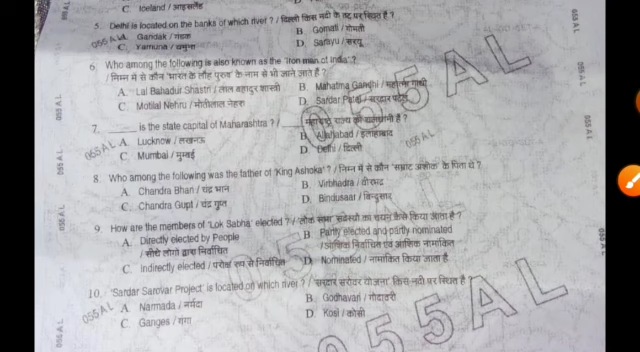 C. Iceland / आइसलैंड
5. Delhi is located on the banks of which river ? / दिल्ली किस नदी के तट पर स्थित है ?
A. Gandak / गंडक B. Gomati / गोमती
C. Yamuna / यमुना D. Sarayu / सरयू
6. Who among the following is also known as the 'Iron man of India' ?
/ निम्न में से कौन 'भारत के लौह पुरुष' के नाम से भी जाने जाते हैं ?
A. Lal Bahadur Shastri / लाल बहादुर शास्त्री B. Mahatma Gandhi / महात्मा गांधी
C. Motilal Nehru / मोतीलाल नेहरू D. Sardar Patel / सरदार पटेल
7. ______ is the state capital of Maharashtra ? / ______ महाराष्ट्र राज्य की राजधानी है ?
A. Lucknow / लखनऊ B. Allahabad / इलाहाबाद
C. Mumbai / मुम्बई D. Delhi / दिल्ली
8. Who among the following was the father of 'King Ashoka' ? / निम्न में से कौन 'सम्राट अशोक' के पिता थे ?
A. Chandra Bhan / चंद्र भान B. Virbhadra / वीरभद्र
C. Chandra Gupt / चंद्र गुप्त D. Bindusaar / बिन्दुसार
9. How are the members of 'Lok Sabha' elected ? / 'लोक सभा' सदस्यों का चयन कैसे किया जाता है ?
A. Directly elected by People B. Partly elected and partly nominated
/ सीधे लोगों द्वारा निर्वाचित / आंशिक निर्वाचित एवं आंशिक नामांकित
C. Indirectly elected / परोक्ष रूप से निर्वाचित D. Nominated / नामांकित किया जाता है
10. 'Sardar Sarovar Project' is located on which river ? / 'सरदार सरोवर योजना' किस नदी पर स्थित है ?
A. Narmada / नर्मदा B. Godhavari / गोदावरी
C. Ganges / गंगा D. Kosi / कोसी
055AL